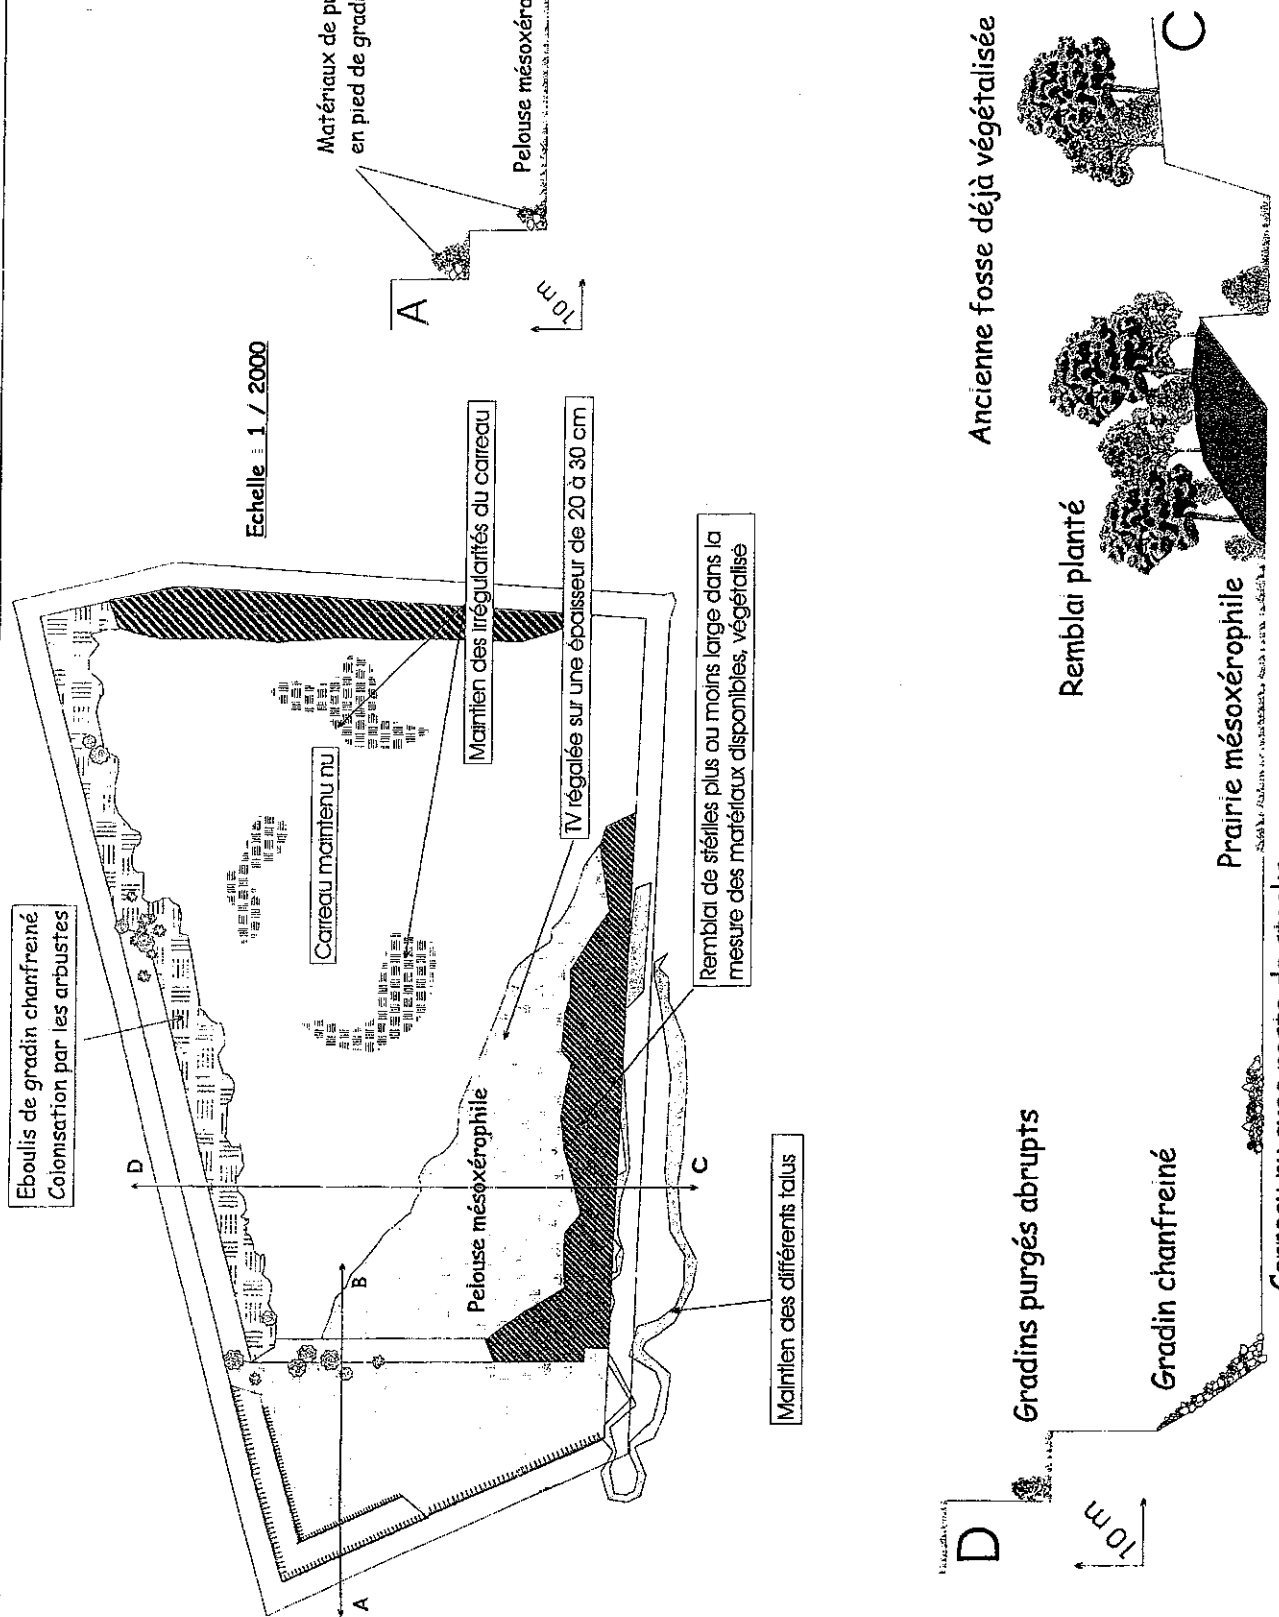 Eboulis de gradin chanfreiné
Colonisation par les arbustes
Echelle : 1 / 2000
D
Carreau maintenu nu
Maintien des irrégularités du carreau
TV régalée sur une épaisseur de 20 à 30 cm
Pelouse mésoxérophile
Remblai de stériles plus ou moins large dans la
mesure des matériaux disponibles, végétalise
A
B
C
Maintien des différents talus
Matériaux de
en pied de
Pelouse
A
10 m
Ancienne fosse déjà végétalisée
Remblai planté
Prairie mésoxérophile
Gradins purgés abrupts
Gradin chanfreiné
D
10 m
C